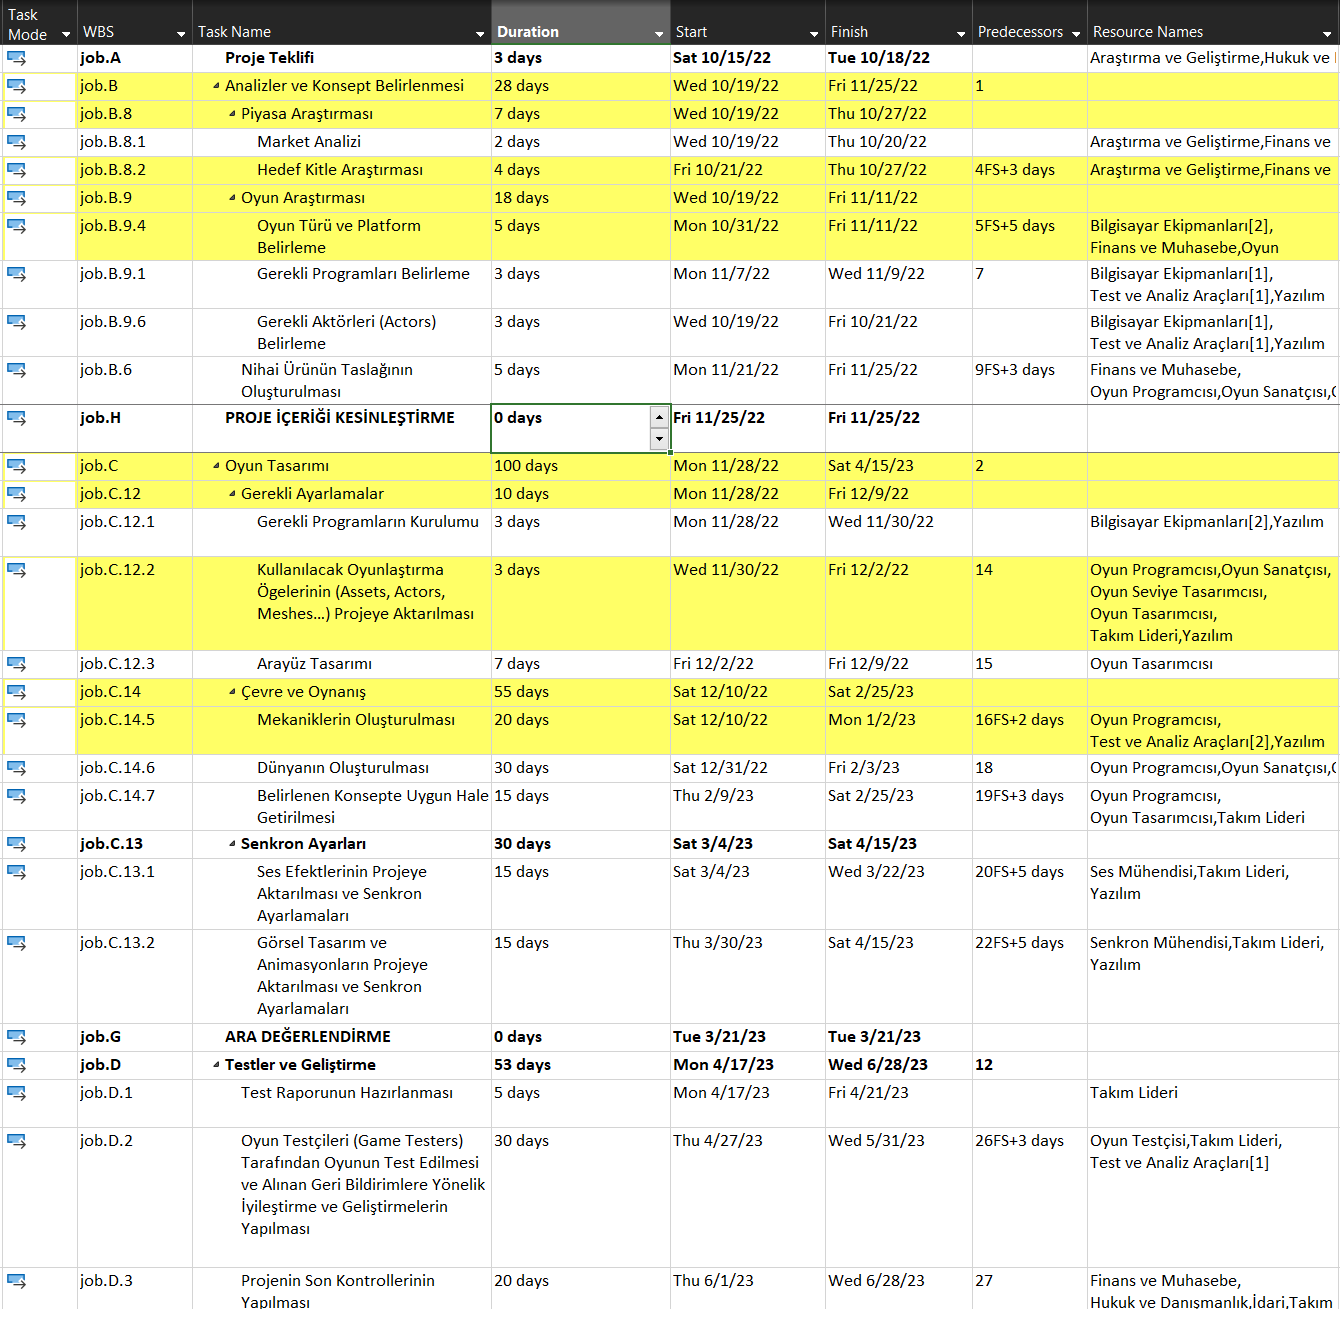 Task Mode WBS Task Name Duration Start Finish Predecessors Resource Names
job.A Proje Teklifi 3 days Sat 10/15/22 Tue 10/18/22 Araştırma ve Geliştirme,Hukuk ve
job.B Analizler ve Konsept Belirlenmesi 28 days Wed 10/19/22 Fri 11/25/22 1
job.B.8 Piyasa Araştırması 7 days Wed 10/19/22 Thu 10/27/22
job.B.8.1 Market Analizi 2 days Wed 10/19/22 Thu 10/20/22 Araştırma ve Geliştirme,Finans ve
job.B.8.2 Hedef Kitle Araştırması 4 days Fri 10/21/22 Thu 10/27/22 4FS+3 days Araştırma ve Geliştirme,Finans ve
job.B.9 Oyun Araştırması 18 days Wed 10/19/22 Fri 11/11/22
job.B.9.4 Oyun Türü ve Platform 5 days Mon 10/31/22 Fri 11/11/22 5FS+5 days Bilgisayar Ekipmanları[2],
Belirleme Finans ve Muhasebe,Oyun
job.B.9.1 Gerekli Programları Belirleme 3 days Mon 11/7/22 Wed 11/9/22 7 Bilgisayar Ekipmanları[1],
Test ve Analiz Araçları[1],Yazılım
job.B.9.6 Gerekli Aktörleri (Actors) 3 days Wed 10/19/22 Fri 10/21/22 Bilgisayar Ekipmanları[1],
Belirleme Test ve Analiz Araçları[1],Yazılım
job.B.6 Nihai Ürünün Taslağının 5 days Mon 11/21/22 Fri 11/25/22 9FS+3 days Finans ve Muhasebe,
Oluşturulması Oyun Programcısı,Oyun Sanatçısı,
job.H PROJE İÇERİĞİ KESİNLEŞTİRME 0 days Fri 11/25/22 Fri 11/25/22
job.C Oyun Tasarımı 100 days Mon 11/28/22 Sat 4/15/23 2
job.C.12 Gerekli Ayarlamalar 10 days Mon 11/28/22 Fri 12/9/22
job.C.12.1 Gerekli Programların Kurulumu 3 days Mon 11/28/22 Wed 11/30/22 Bilgisayar Ekipmanları[2],Yazılım
job.C.12.2 Kullanılacak Oyunlaştırma 3 days Wed 11/30/22 Fri 12/2/22 14 Oyun Programcısı,Oyun Sanatçısı,
Ögelerinin (Assets, Actors, Oyun Seviye Tasarımcısı,
Meshes...) Projeye Aktarılması Oyun Tasarımcısı,
Takım Lideri,Yazılım
job.C.12.3 Arayüz Tasarımı 7 days Fri 12/2/22 Fri 12/9/22 15 Oyun Tasarımcısı
job.C.14 Çevre ve Oynanış 55 days Sat 12/10/22 Sat 2/25/23
job.C.14.5 Mekaniklerin Oluşturulması 20 days Sat 12/10/22 Mon 1/2/23 16FS+2 days Oyun Programcısı,
Test ve Analiz Araçları[2],Yazılım
job.C.14.6 Dünyanın Oluşturulması 30 days Sat 12/31/22 Fri 2/3/23 18 Oyun Programcısı,Oyun Sanatçısı,
job.C.14.7 Belirlenen Konsepte Uygun Hale 15 days Thu 2/9/23 Sat 2/25/23 19FS+3 days Oyun Programcısı,
Getirilmesi Oyun Tasarımcısı,Takım Lideri
job.C.13 Senkron Ayarları 30 days Sat 3/4/23 Sat 4/15/23
job.C.13.1 Ses Efektlerinin Projeye 15 days Sat 3/4/23 Wed 3/22/23 20FS+5 days Ses Mühendisi,Takım Lideri,
Aktarılması ve Senkron Yazılım
Ayarlamaları
job.C.13.2 Görsel Tasarım ve 15 days Thu 3/30/23 Sat 4/15/23 22FS+5 days Senkron Mühendisi,Takım Lideri,
Animasyonların Projeye Yazılım
Aktarılması ve Senkron
Ayarlamaları
job.G ARA DEĞERLENDİRME 0 days Tue 3/21/23 Tue 3/21/23
job.D Testler ve Geliştirme 53 days Mon 4/17/23 Wed 6/28/23 12
job.D.1 Test Raporunun Hazırlanması 5 days Mon 4/17/23 Fri 4/21/23 Takım Lideri
job.D.2 Oyun Testçileri (Game Testers) 30 days Thu 4/27/23 Wed 5/31/23 26FS+3 days Oyun Testçisi,Takım Lideri,
Tarafından Oyunun Test Edilmesi Test ve Analiz Araçları[1]
ve Alınan Geri Bildirimlere Yönelik
İyileştirme ve Geliştirmelerin
Yapılması
job.D.3 Projenin Son Kontrollerinin 20 days Thu 6/1/23 Wed 6/28/23 27 Finans ve Muhasebe,
Yapılması Hukuk ve Danışmanlık,İdari,Takım